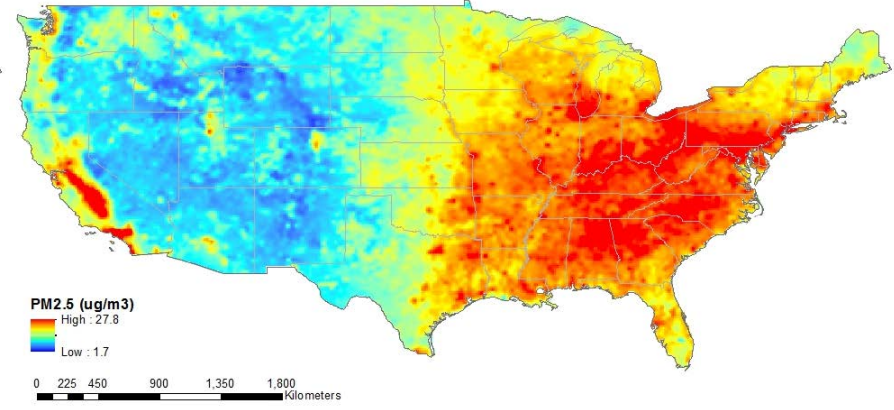 PM2.5 (ug/m3)
High : 27.8
Low : 1.7
0 225 450 900 1,350 1,800
Kilometers